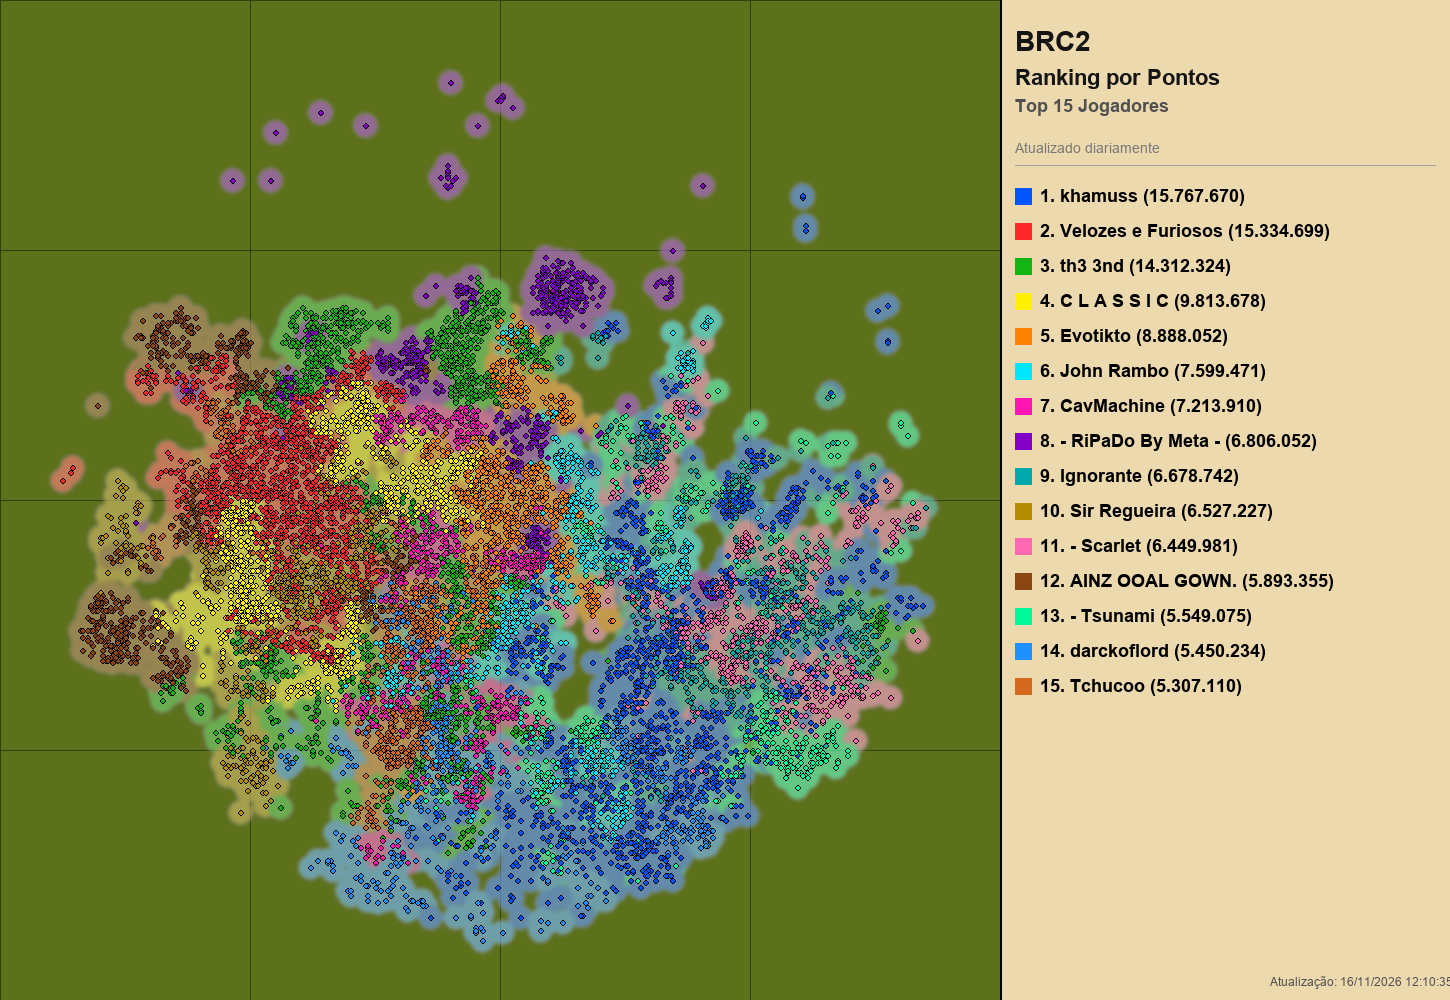 BRC2
Ranking por Pontos
Top 15 Jogadores
Atualizado diariamente
1. khamuss (15.767.670)
2. Velozes e Furiosos (15.334.699)
3. th3 3nd (14.312.324)
4. C L A S S I C (9.813.678)
5. Evotikto (8.888.052)
6. John Rambo (7.599.471)
7. CavMachine (7.213.910)
8. - RiPaDo By Meta - (6.806.052)
9. Ignorante (6.678.742)
10. Sir Regueira (6.527.227)
11. - Scarlet (6.449.981)
12. AINZ OOAL GOWN. (5.893.355)
13. - Tsunami (5.549.075)
14. darckoflord (5.450.234)
15. Tchucoo (5.307.110)
Atualização: 16/11/2026 12:10:35